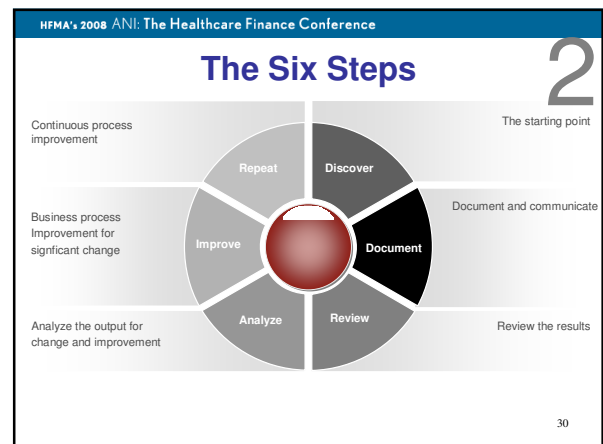 HFMA's 2008 ANI: The Healthcare Finance Conference
The Six Steps
2
Continuous process
improvement
The starting point
Repeat
Discover
Business process
Improvement for
signficant change
Document and communicate
Improve
Document
Analyze
Review
Analyze the output for
change and improvement
Review the results
30